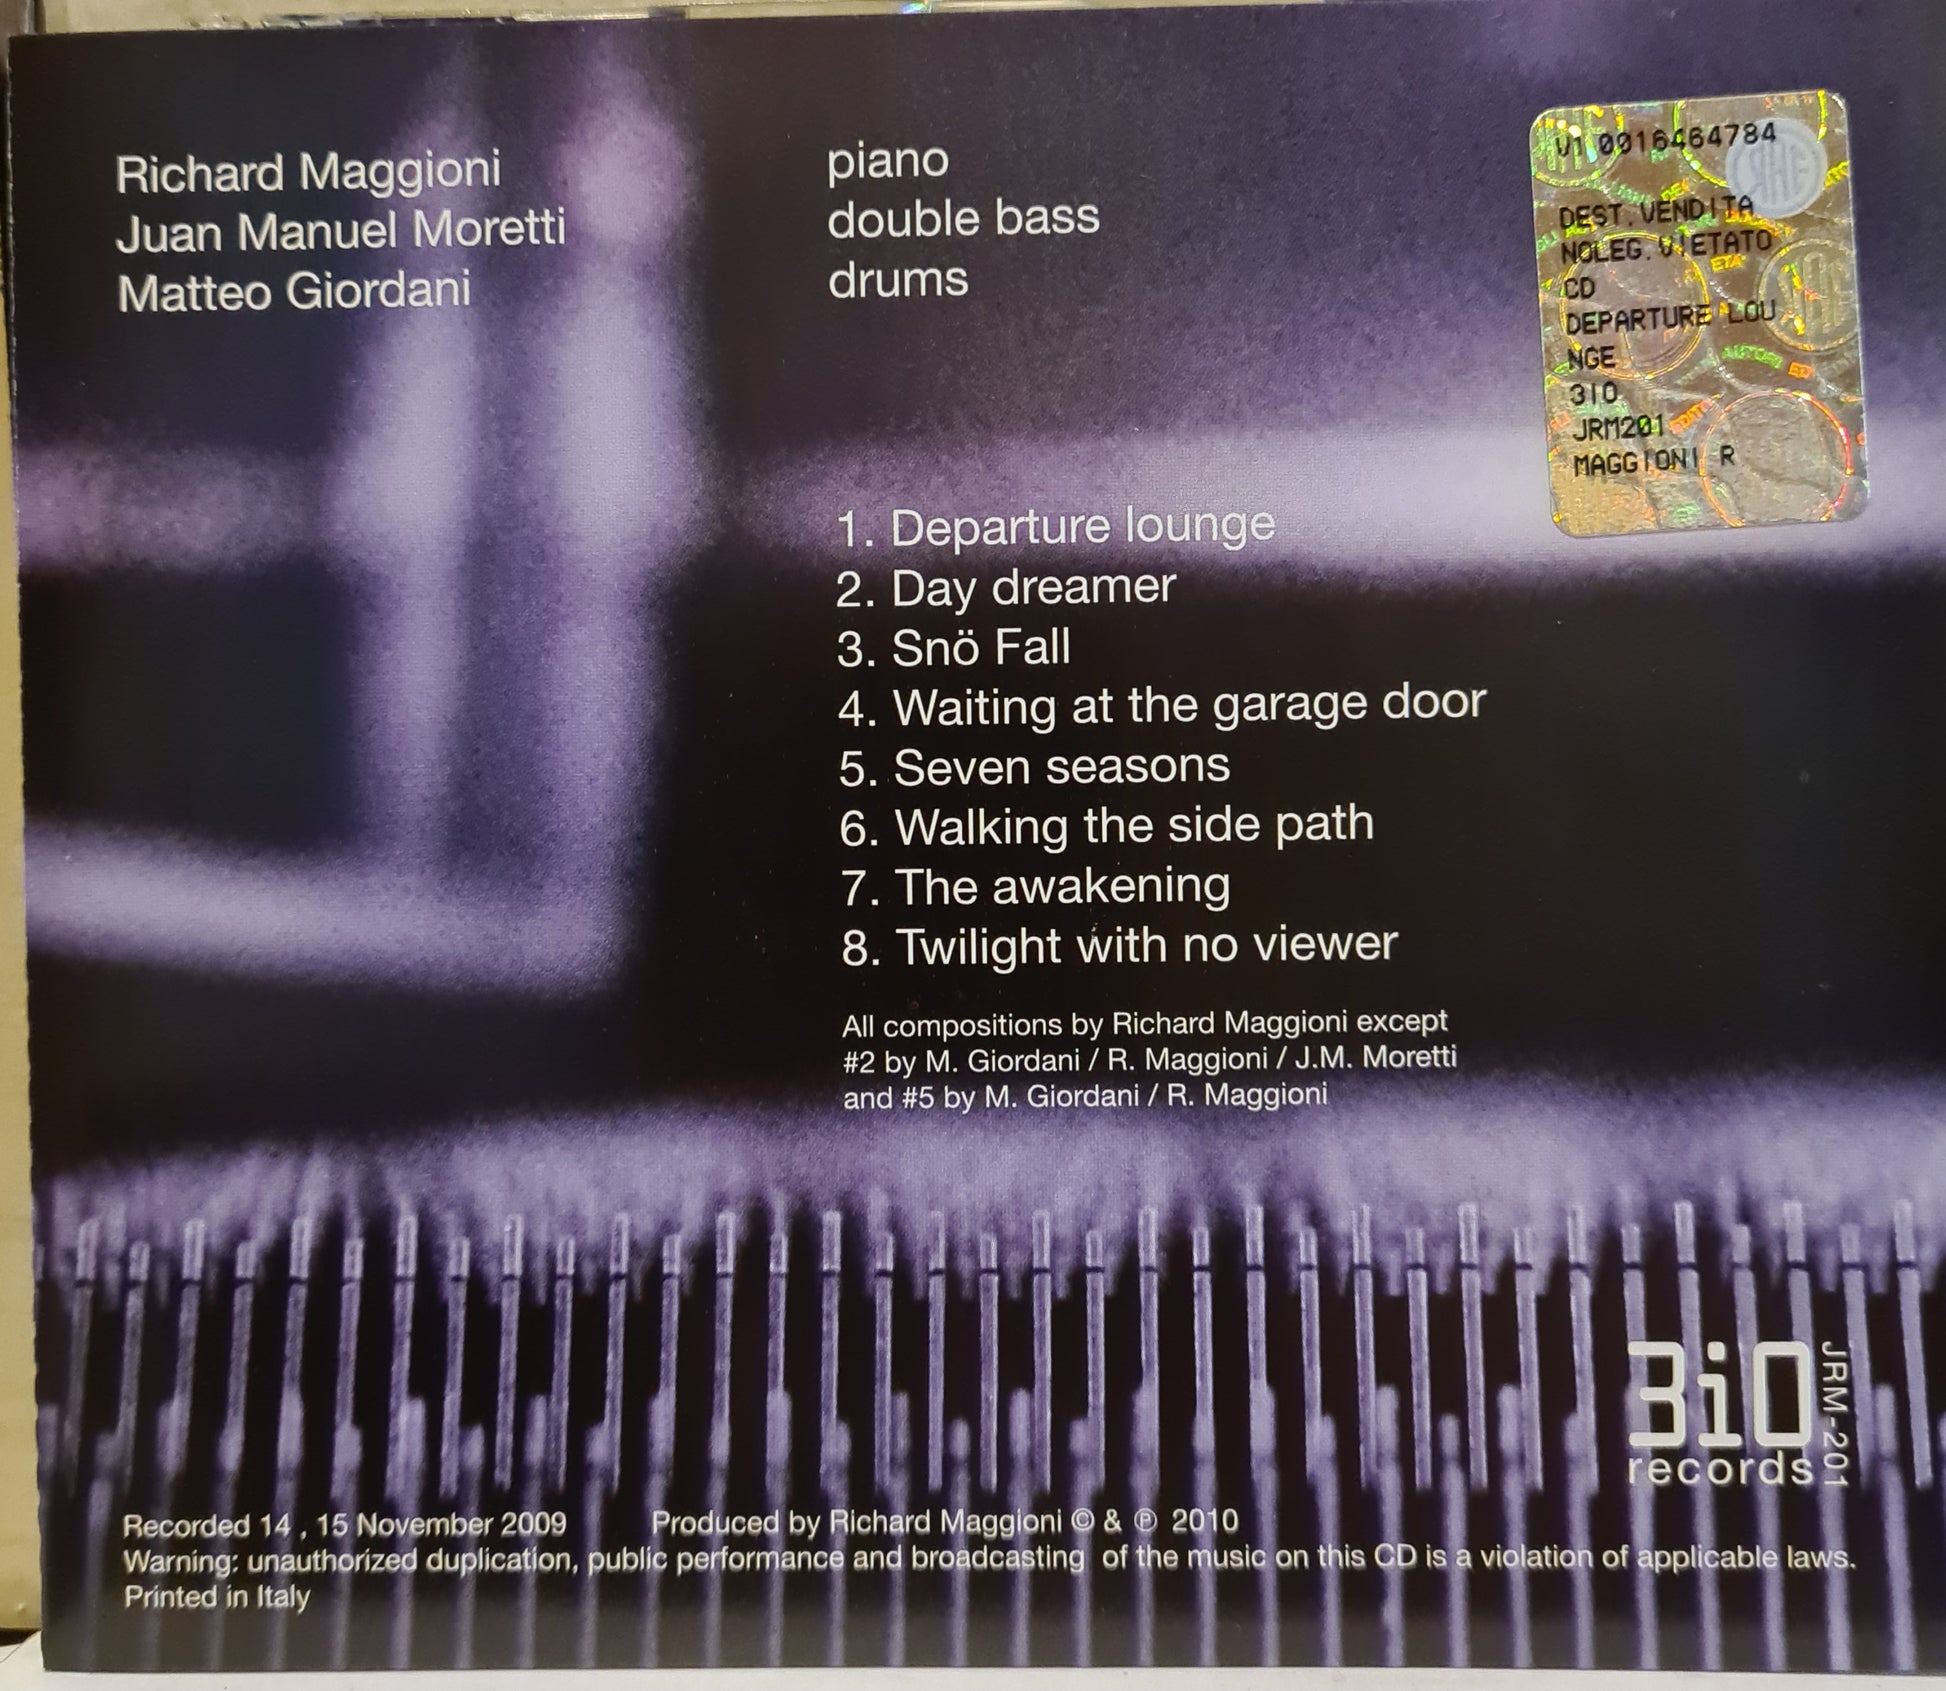 Richard Maggioni piano
Juan Manuel Moretti double bass
Matteo Giordani drums
V1 0016464784
DEST.VENDITA
NOLEG.VIETATO
CD
DEPARTURE LOU
NGE
3IO
JRM201
MAGGIONI R
1. Departure lounge
2. Day dreamer
3. Snö Fall
4. Waiting at the garage door
5. Seven seasons
6. Walking the side path
7. The awakening
8. Twilight with no viewer
All compositions by Richard Maggioni except
#2 by M. Giordani / R. Maggioni / J.M. Moretti
and #5 by M. Giordani / R. Maggioni
3iO
records
JRM-201
Recorded 14 , 15 November 2009 Produced by Richard Maggioni © & ℗ 2010
Warning: unauthorized duplication, public performance and broadcasting of the music on this CD is a violation of applicable laws.
Printed in Italy